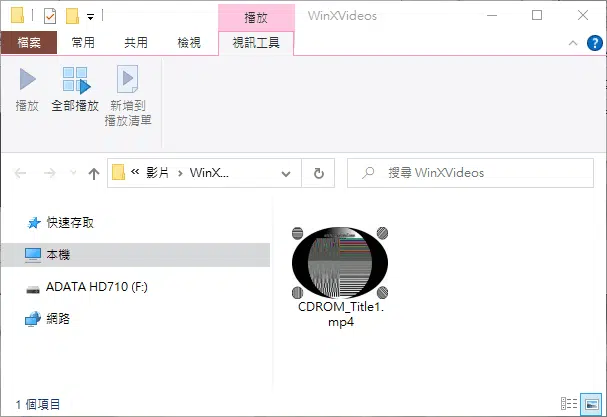 播放
WinXVideos
檔案
常用
共用
檢視
視訊工具
播放
全部播放
新增到
播放清單
« 影片 › WinX...
搜尋 WinXVideos
快速存取
本機
ADATA HD710 (F:)
網路
CDROM_Title1.
mp4
1 個項目